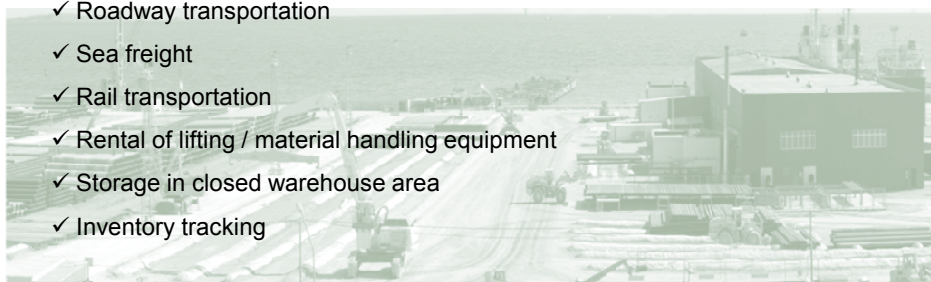 ✓ Roadway transportation
✓ Sea freight
✓ Rail transportation
✓ Rental of lifting / material handling equipment
✓ Storage in closed warehouse area
✓ Inventory tracking